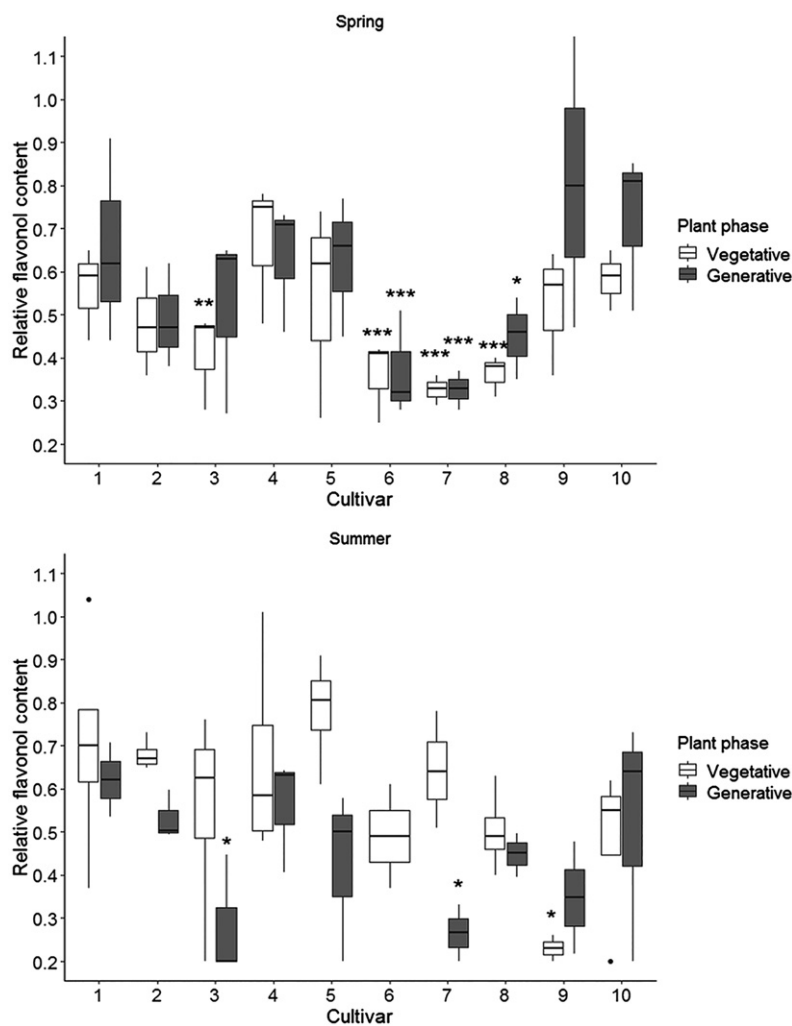 Spring
Relative flavonol content
1.1
1.0
0.9
0.8
0.7
0.6
0.5
0.4
0.3
0.2
** *** *** *** *** *** *
1 2 3 4 5 6 7 8 9 10
Cultivar
Plant phase
Vegetative
Generative
Summer
Relative flavonol content
1.1
1.0
0.9
0.8
0.7
0.6
0.5
0.4
0.3
0.2
* * *
1 2 3 4 5 6 7 8 9 10
Cultivar
Plant phase
Vegetative
Generative